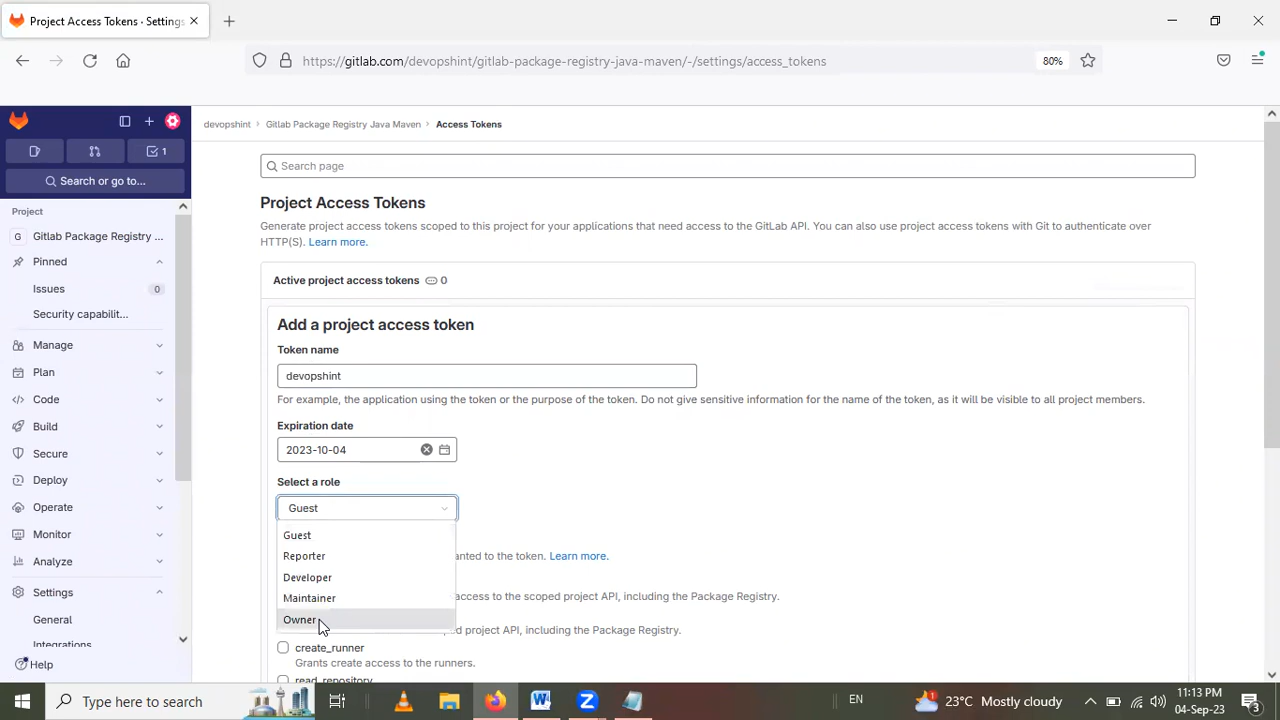 Project Access Tokens · Settings
https://gitlab.com/devopshint/gitlab-package-registry-java-maven/-/settings/access_tokens
80%
1
Search or go to...
Project
G Gitlab Package Registry ...
Pinned
Issues 0
Security capabilit...
Manage
Plan
Code
Build
Secure
Deploy
Operate
Monitor
Analyze
Settings
General
Integrations
Help
devopshint > Gitlab Package Registry Java Maven > Access Tokens
Search page
Project Access Tokens
Generate project access tokens scoped to this project for your applications that need access to the GitLab API. You can also use project access tokens with Git to authenticate over
HTTP(S). Learn more.
Active project access tokens 0
Add a project access token
Token name
devopshint
For example, the application using the token or the purpose of the token. Do not give sensitive information for the name of the token, as it will be visible to all project members.
Expiration date
2023-10-04
Select a role
Guest
Guest
Reporter
Developer
Maintainer
Owner
to the token. Learn more.
access to the scoped project API, including the Package Registry.
project API, including the Package Registry.
create_runner
Grants create access to the runners.
read_repository
Type here to search
EN
23°C Mostly cloudy
11:13 PM
04-Sep-23
3